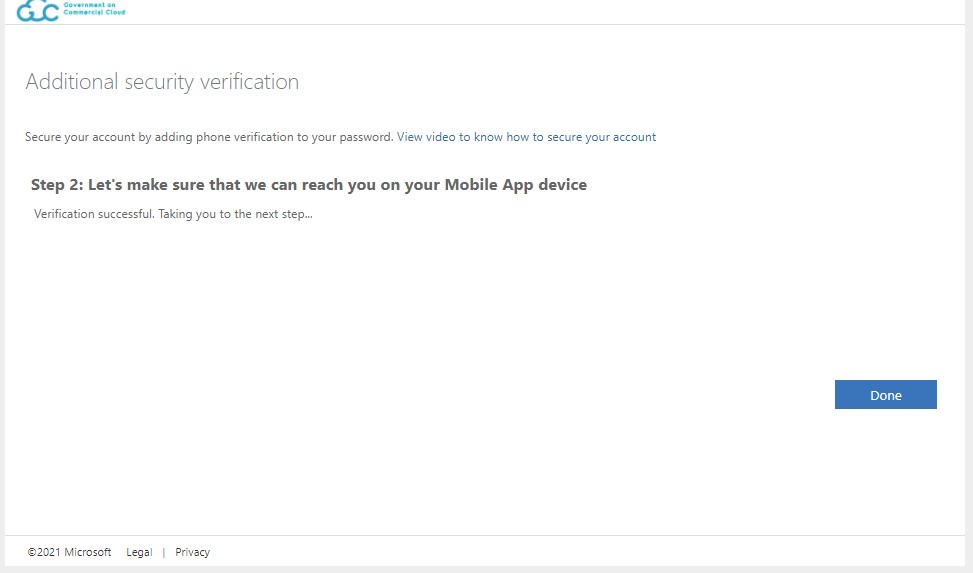 GCC Government on
Commercial Cloud
Additional security verification
Secure your account by adding phone verification to your password. View video to know how to secure your account
Step 2: Let's make sure that we can reach you on your Mobile App device
Verification successful. Taking you to the next step...
Done
©2021 Microsoft Legal | Privacy